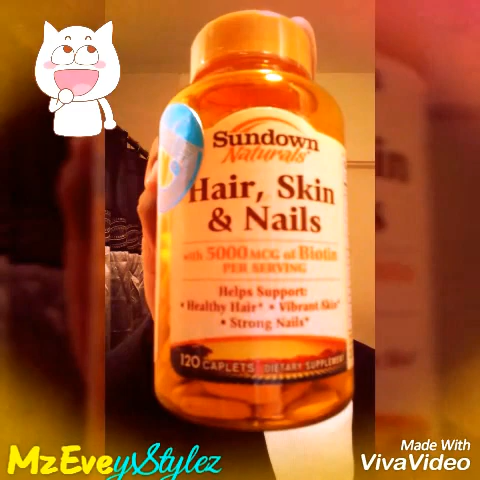 Sundown
Naturals®
Hair, Skin
& Nails
with 5000 MCG of Biotin
PER SERVING
Helps Support:
• Healthy Hair* • Vibrant Skin*
• Strong Nails*
120 CAPLETS DIETARY SUPPLEMENT
MzEveysStylez
Made With
VivaVideo